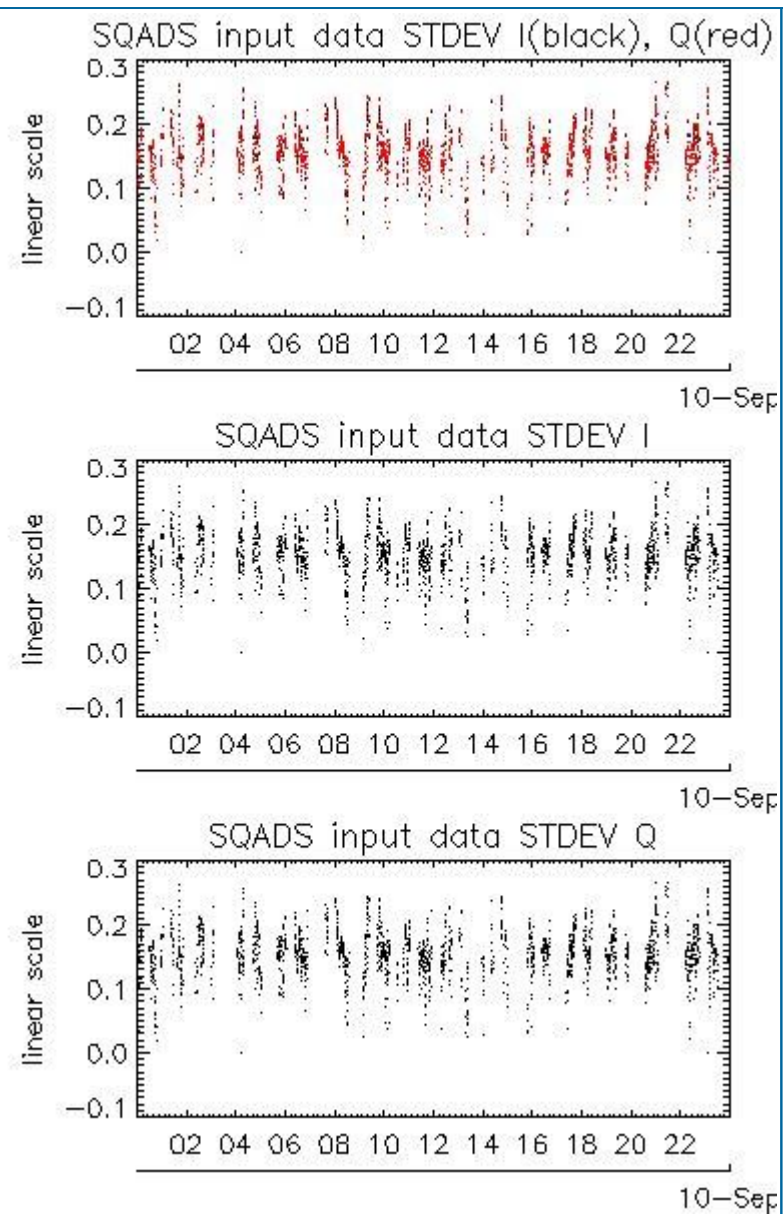 SQADS input data STDEV I(black), Q(red)
0.3
0.2
0.1
0.0
-0.1
linear scale
02 04 06 08 10 12 14 16 18 20 22
10-Sep
SQADS input data STDEV I
0.3
0.2
0.1
0.0
-0.1
linear scale
02 04 06 08 10 12 14 16 18 20 22
10-Sep
SQADS input data STDEV Q
0.3
0.2
0.1
0.0
-0.1
linear scale
02 04 06 08 10 12 14 16 18 20 22
10-Sep